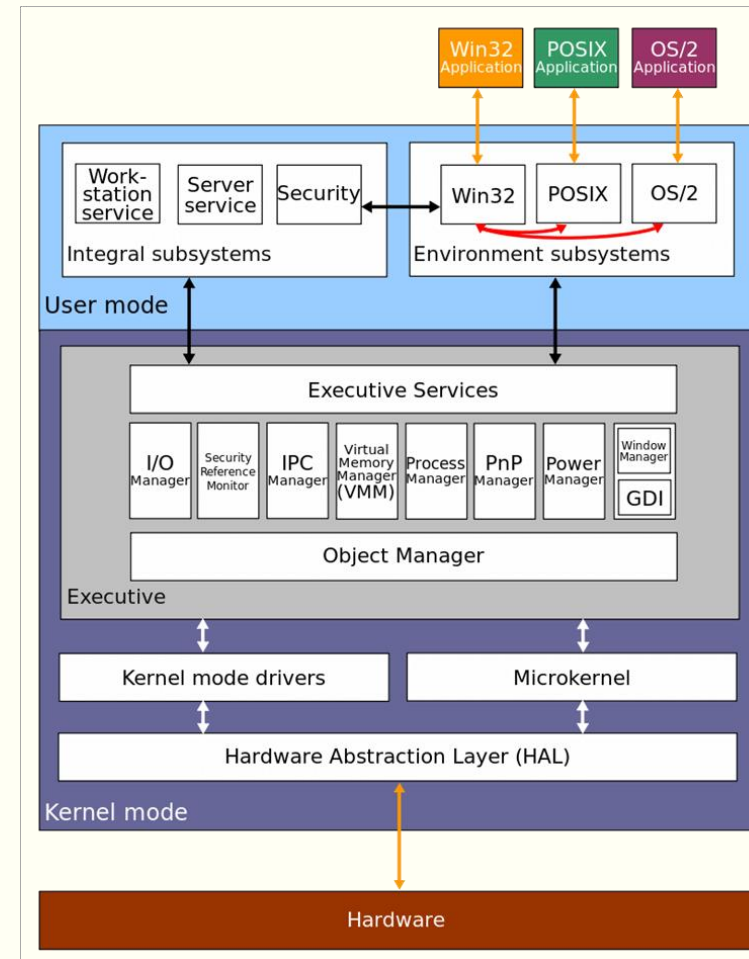 Win32
Application
POSIX
Application
OS/2
Application
Work-
station
service
Server
service
Security
Integral subsystems
Win32
POSIX
OS/2
Environment subsystems
User mode
Executive Services
I/O
Manager
Security
Reference
Monitor
IPC
Manager
Virtual
Memory
Manager
(VMM)
Process
Manager
PnP
Manager
Power
Manager
Window
Manager
GDI
Object Manager
Executive
Kernel mode drivers
Microkernel
Hardware Abstraction Layer (HAL)
Kernel mode
Hardware